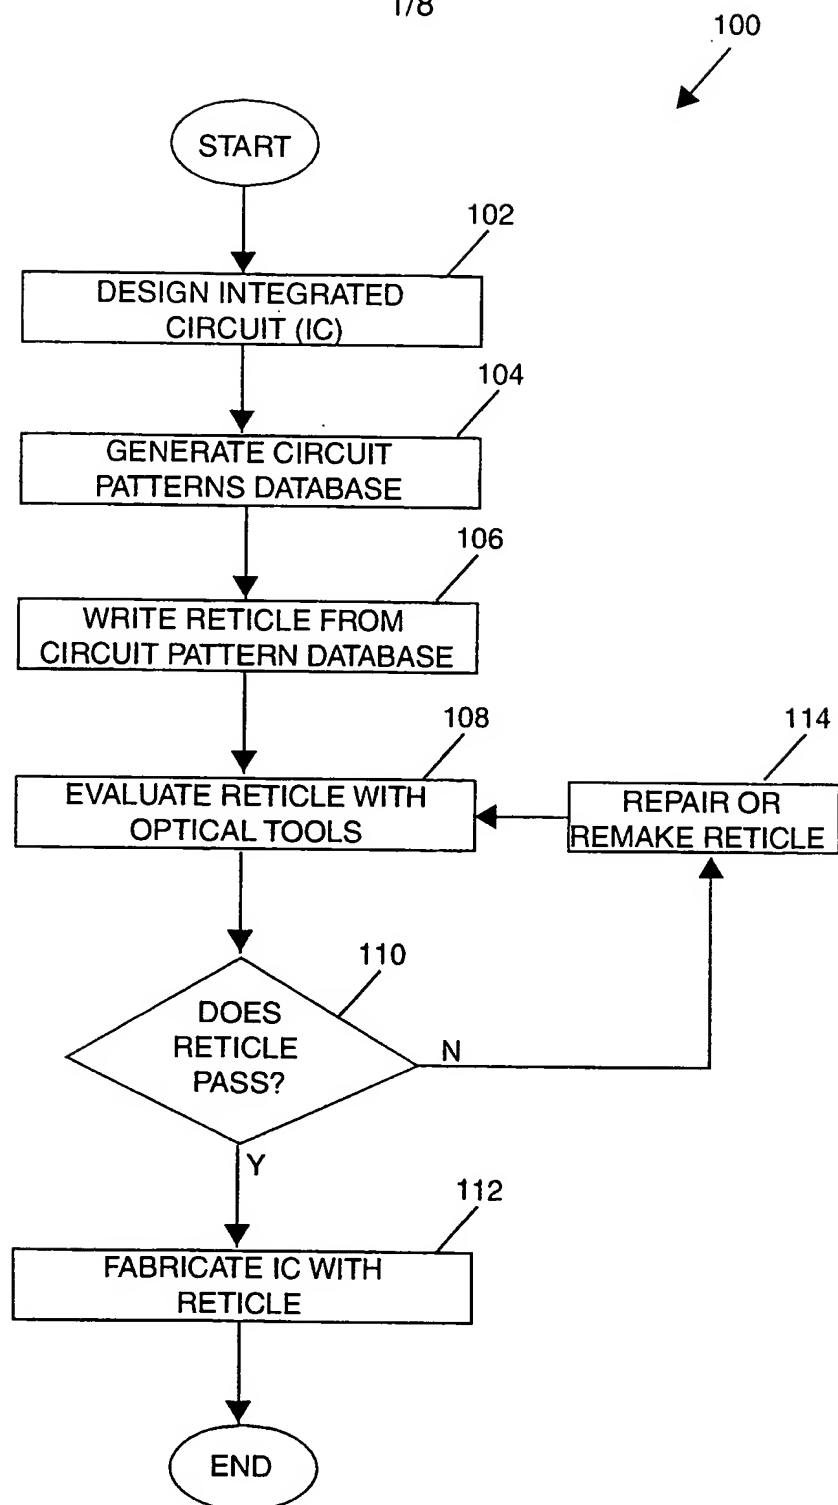 1/8
100
START
102
DESIGN INTEGRATED
CIRCUIT (IC)
104
GENERATE CIRCUIT
PATTERNS DATABASE
106
WRITE RETICLE FROM
CIRCUIT PATTERN DATABASE
108
EVALUATE RETICLE WITH
OPTICAL TOOLS
114
REPAIR OR
REMAKE RETICLE
110
DOES
RETICLE
PASS?
N
Y
112
FABRICATE IC WITH
RETICLE
END